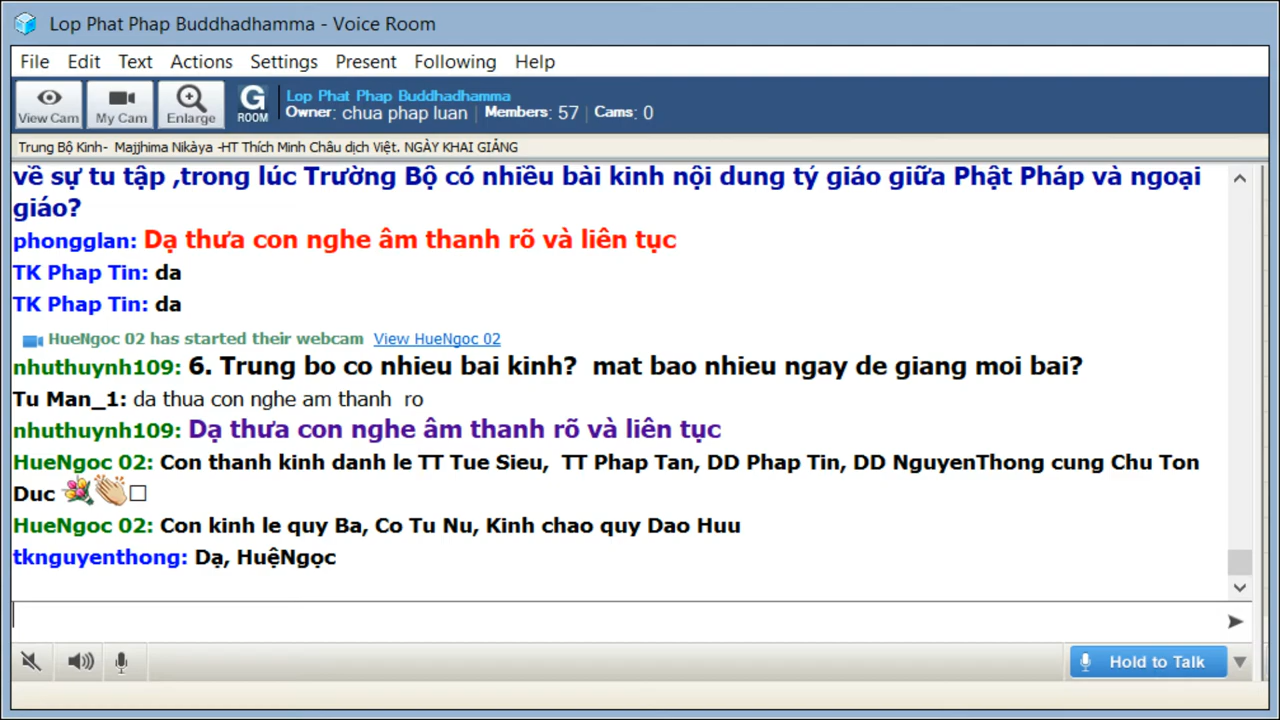 Lop Phat Phap Buddhadhamma - Voice Room
File Edit Text Actions Settings Present Following Help
View Cam My Cam Enlarge G ROOM
Lop Phat Phap Buddhadhamma
Owner: chua phap luan | Members: 57 | Cams: 0
Trung Bộ Kinh- Majjhima Nikàya -HT Thích Minh Châu dịch Việt. NGÀY KHAI GIẢNG
về sự tu tập ,trong lúc Trường Bộ có nhiều bài kinh nội dung tý giáo giữa Phật Pháp và ngoại
giáo?
phongglan: Dạ thưa con nghe âm thanh rõ và liên tục
TK Phap Tin: da
TK Phap Tin: da
HueNgoc 02 has started their webcam View HueNgoc 02
nhuthuynh109: 6. Trung bo co nhieu bai kinh? mat bao nhieu ngay de giang moi bai?
Tu Man_1: da thua con nghe am thanh ro
nhuthuynh109: Dạ thưa con nghe âm thanh rõ và liên tục
HueNgoc 02: Con thanh kinh danh le TT Tue Sieu, TT Phap Tan, DD Phap Tin, DD NguyenThong cung Chu Ton
Duc 💐👏□
HueNgoc 02: Con kinh le quy Ba, Co Tu Nu, Kinh chao quy Dao Huu
tknguyenthong: Dạ, HuệNgọc
Hold to Talk